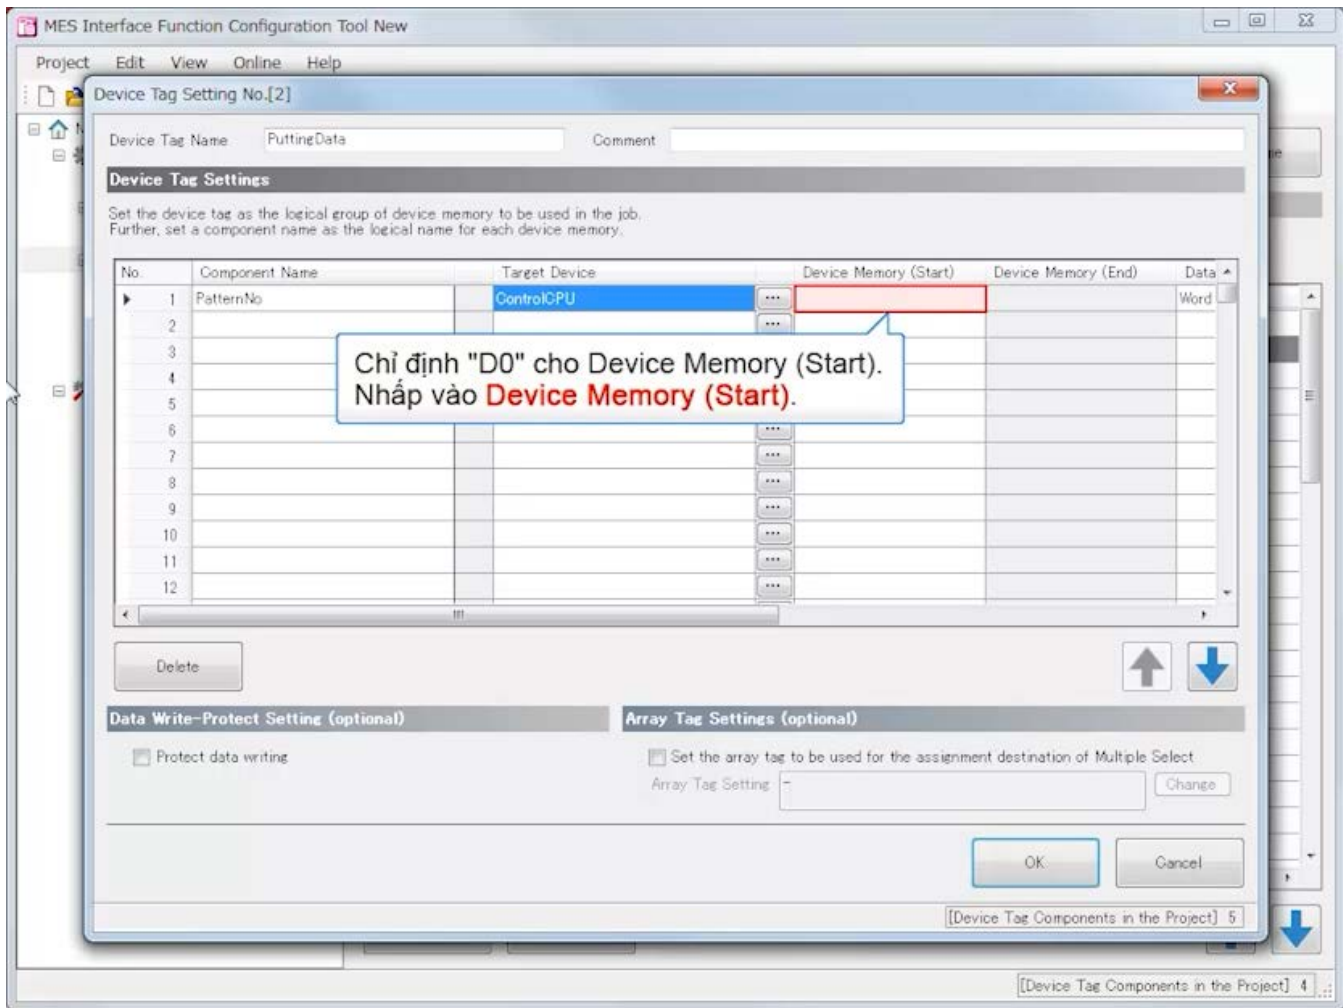 MES Interface Function Configuration Tool New
Project Edit View Online Help
Device Tag Setting No.[2]
Device Tag Name PuttingData Comment
Device Tag Settings
Set the device tag as the logical group of device memory to be used in the job.
Further, set a component name as the logical name for each device memory.
No. Component Name Target Device Device Memory (Start) Device Memory (End) Data
1 PatternNo ControlCPU ... Word
2 ...
3
Chỉ định "D0" cho Device Memory (Start).
Nhấp vào Device Memory (Start).
4
5
6 ...
7 ...
8 ...
9 ...
10 ...
11 ...
12 ...
Delete
Data Write-Protect Setting (optional) Array Tag Settings (optional)
Protect data writing Set the array tag to be used for the assignment destination of Multiple Select
Array Tag Setting - Change
OK Cancel
[Device Tag Components in the Project] 5
[Device Tag Components in the Project] 4